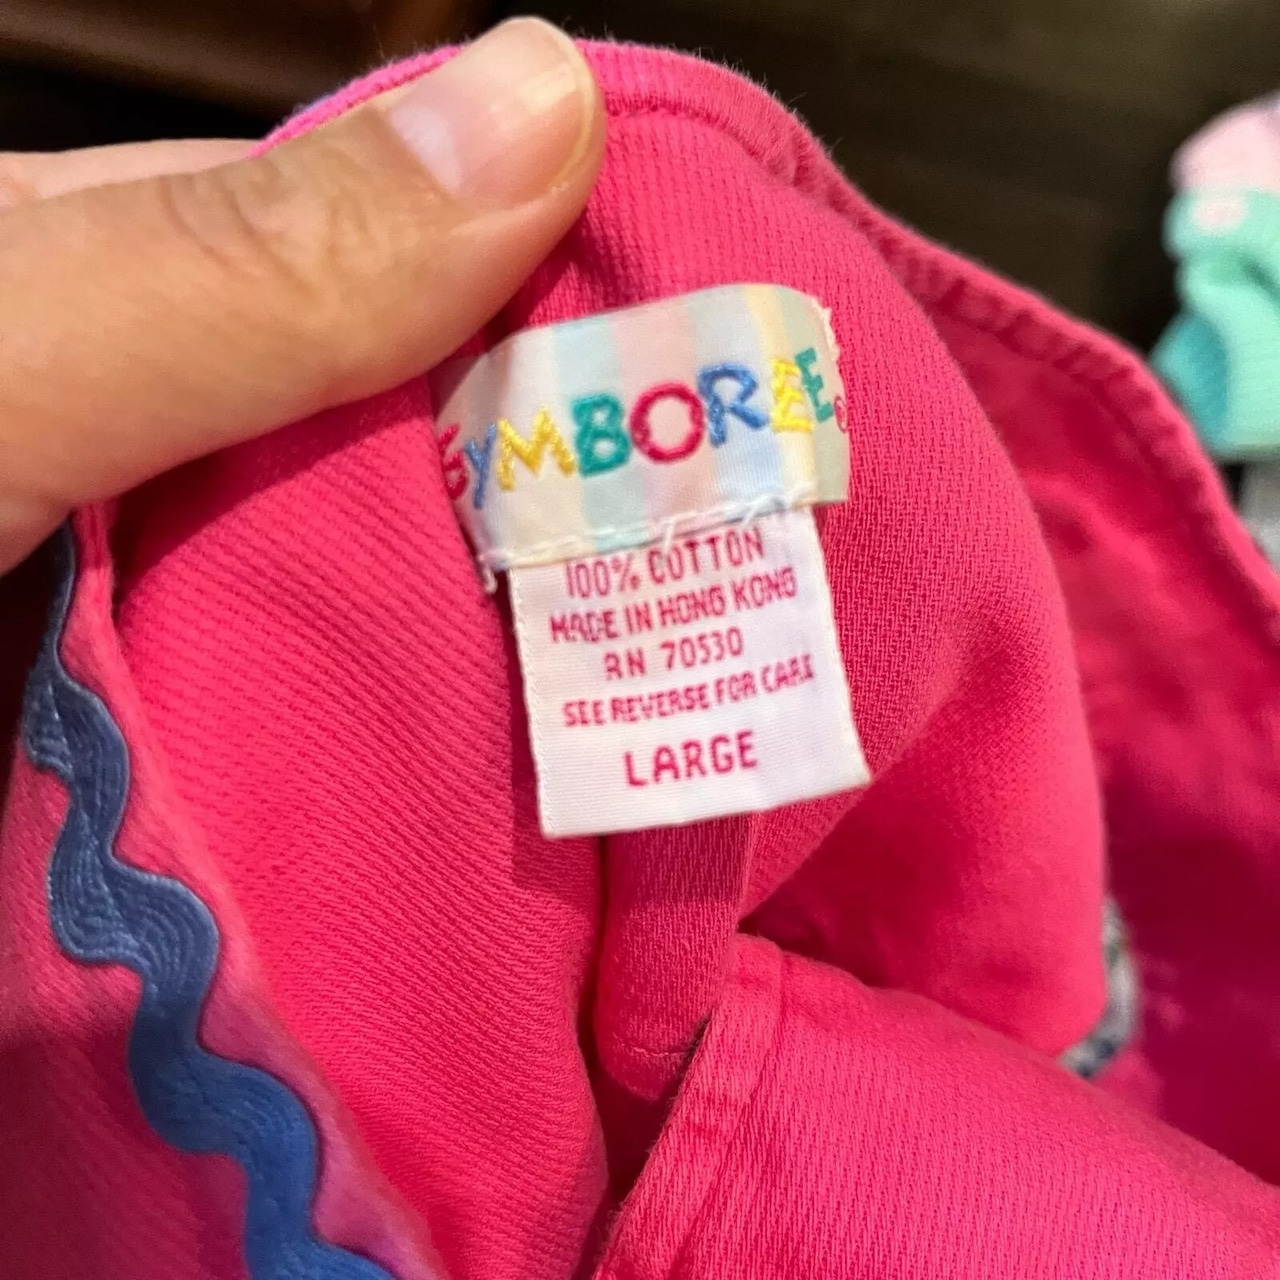 GYMBOREE®
100% COTTON
MADE IN HONG KONG
RN 70530
SEE REVERSE FOR CARE
LARGE